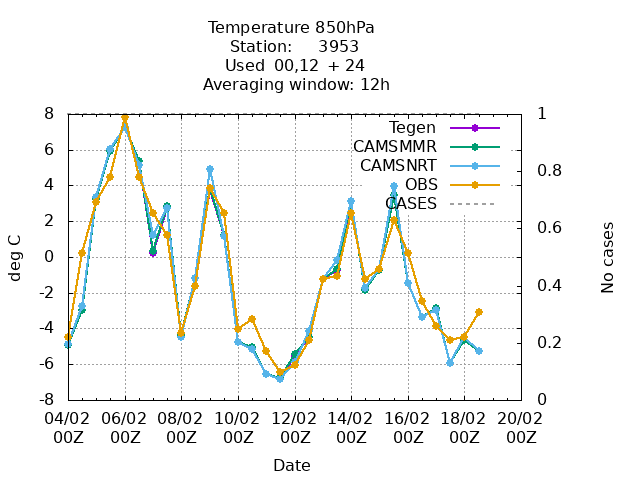 Temperature 850hPa
Station: 3953
Used 00,12 + 24
Averaging window: 12h
8
6
4
2
0
-2
-4
-6
-8
deg C
1
0.8
0.6
0.4
0.2
0
No cases
Tegen
CAMSMMR
CAMSNRT
OBS
CASES
04/02 06/02 08/02 10/02 12/02 14/02 16/02 18/02 20/02
00Z 00Z 00Z 00Z 00Z 00Z 00Z 00Z 00Z
Date